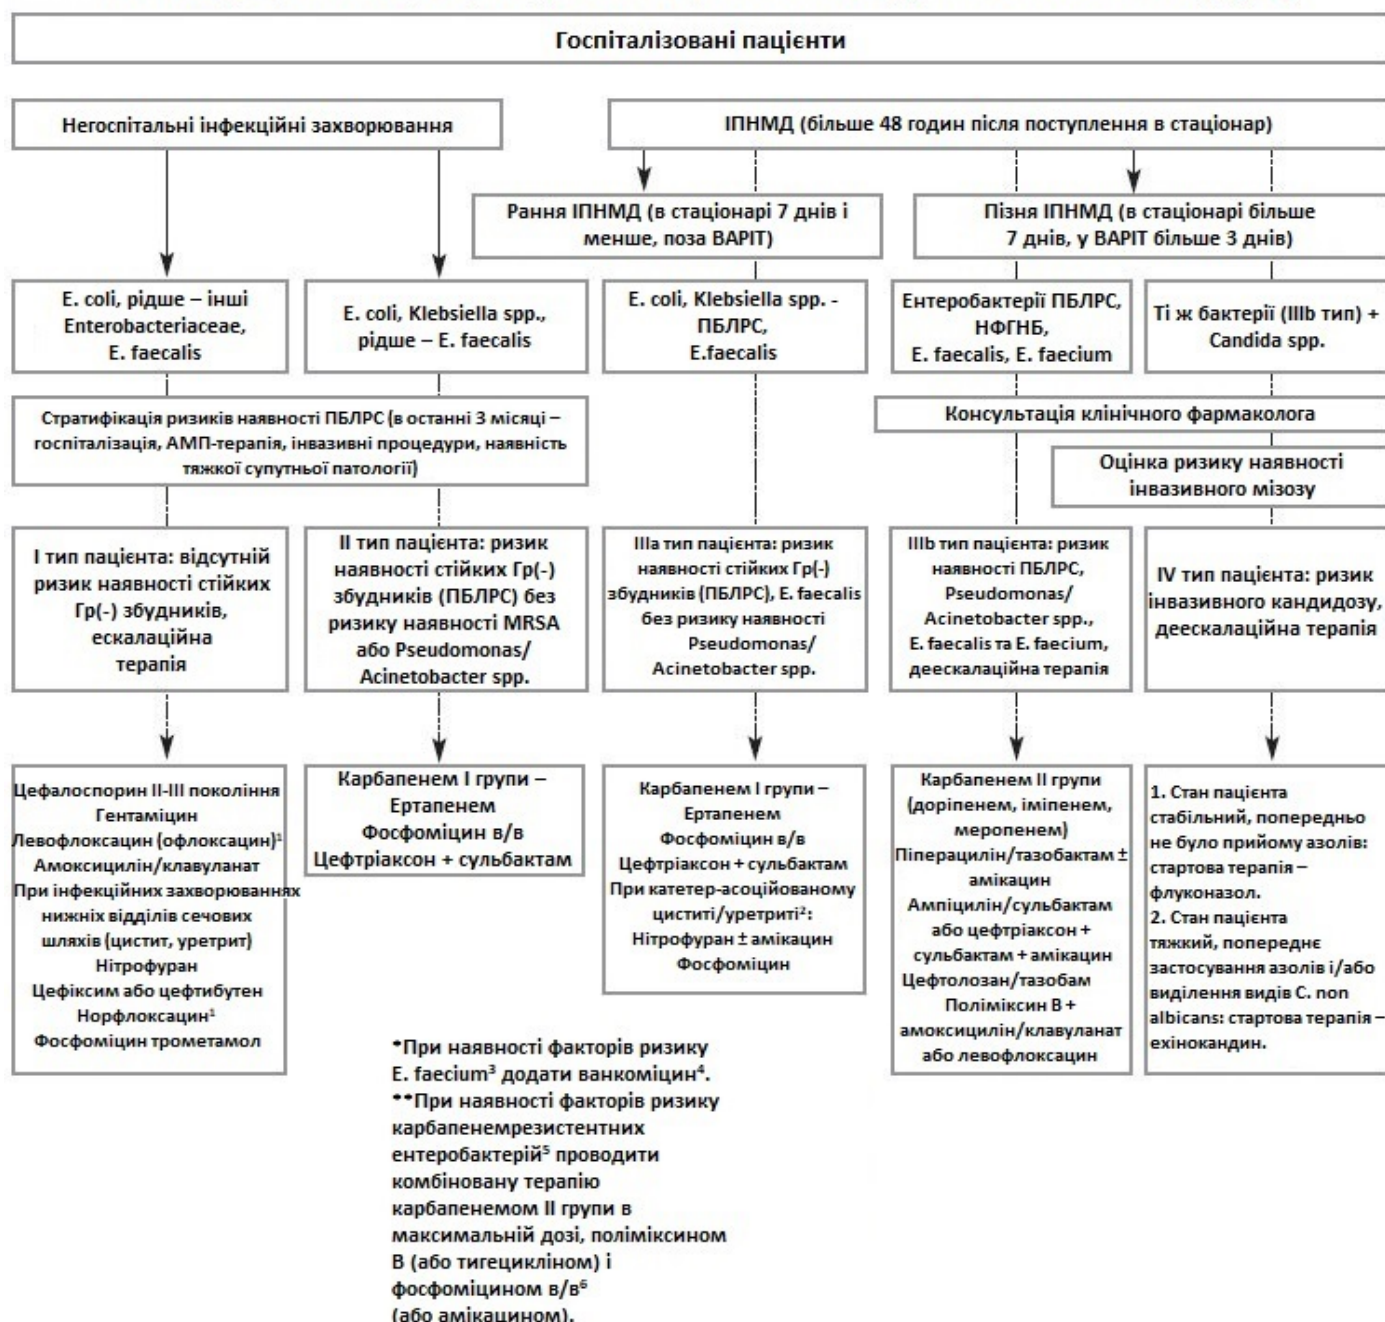 Госпіталізовані пацієнти
Негоспітальні інфекційні захворювання
ІПНМД (більше 48 годин після поступлення в стаціонар)
Рання ІПНМД (в стаціонарі 7 днів і
менше, поза ВАРІТ)
Пізня ІПНМД (в стаціонарі більше
7 днів, у ВАРІТ більше 3 днів)
E. coli, рідше – інші
Enterobacteriaceae,
E. faecalis
E. coli, Klebsiella spp.,
рідше – E. faecalis
E. coli, Klebsiella spp. -
ПБЛРС,
E.faecalis
Ентеробактерії ПБЛРС,
НФГНБ,
E. faecalis, E. faecium
Ті ж бактерії (IIIb тип) +
Candida spp.
Стратифікація ризиків наявності ПБЛРС (в останні 3 місяці –
госпіталізація, АМП-терапія, інвазивні процедури, наявність
тяжкої супутньої патології)
Консультація клінічного фармаколога
Оцінка ризику наявності
інвазивного мізозу
I тип пацієнта: відсутній
ризик наявності стійких
Гр(-) збудників,
ескалаційна
терапія
II тип пацієнта: ризик
наявності стійких Гр(-)
збудників (ПБЛРС) без
ризику наявності MRSA
або Pseudomonas/
Acinetobacter spp.
IIIa тип пацієнта: ризик
наявності стійких Гр(-)
збудників (ПБЛРС), E. faecalis
без ризику наявності
Pseudomonas/
Acinetobacter spp.
IIIb тип пацієнта: ризик
наявності ПБЛРС,
Pseudomonas/
Acinetobacter spp.,
E. faecalis та E. faecium,
деескалаційна терапія
IV тип пацієнта: ризик
інвазивного кандидозу,
деескалаційна терапія
Цефалоспорин II-III покоління
Гентаміцин
Левофлоксацин (офлоксацин)¹
Амоксицилін/клавуланат
При інфекційних захворюваннях
нижніх відділів сечових
шляхів (цистит, уретрит)
Нітрофуран
Цефіксим або цефтибутен
Норфлоксацин¹
Фосфоміцин трометамол
Карбапенем I групи –
Ертапенем
Фосфоміцин в/в
Цефтріаксон + сульбактам
Карбапенем I групи –
Ертапенем
Фосфоміцин в/в
Цефтріаксон + сульбактам
При катетер-асоційованому
циститі/уретриті²:
Нітрофуран ± амікацин
Фосфоміцин
Карбапенем II групи
(доріпенем, іміпенем,
меропенем)
Піперацилін/тазобактам ±
амікацин
Ампіцилін/сульбактам
або цефтріаксон +
сульбактам + амікацин
Цефтолозан/тазобам
Поліміксин В +
амоксицилін/клавуланат
або левофлоксацин
1. Стан пацієнта
стабільний, попередньо
не було прийому азолів:
стартова терапія –
флуконазол.
2. Стан пацієнта
тяжкий, попереднє
застосування азолів і/або
виділення видів C. non
albicans: стартова терапія –
ехінокандин.
*При наявності факторів ризику
E. faecium³ додати ванкоміцин⁴.
**При наявності факторів ризику
карбапенемрезистентних
ентеробактерій⁵ проводити
комбіновану терапію
карбапенемом II групи в
максимальній дозі, поліміксином
В (або тигецикліном) і
фосфоміцином в/в⁶
(або амікацином).